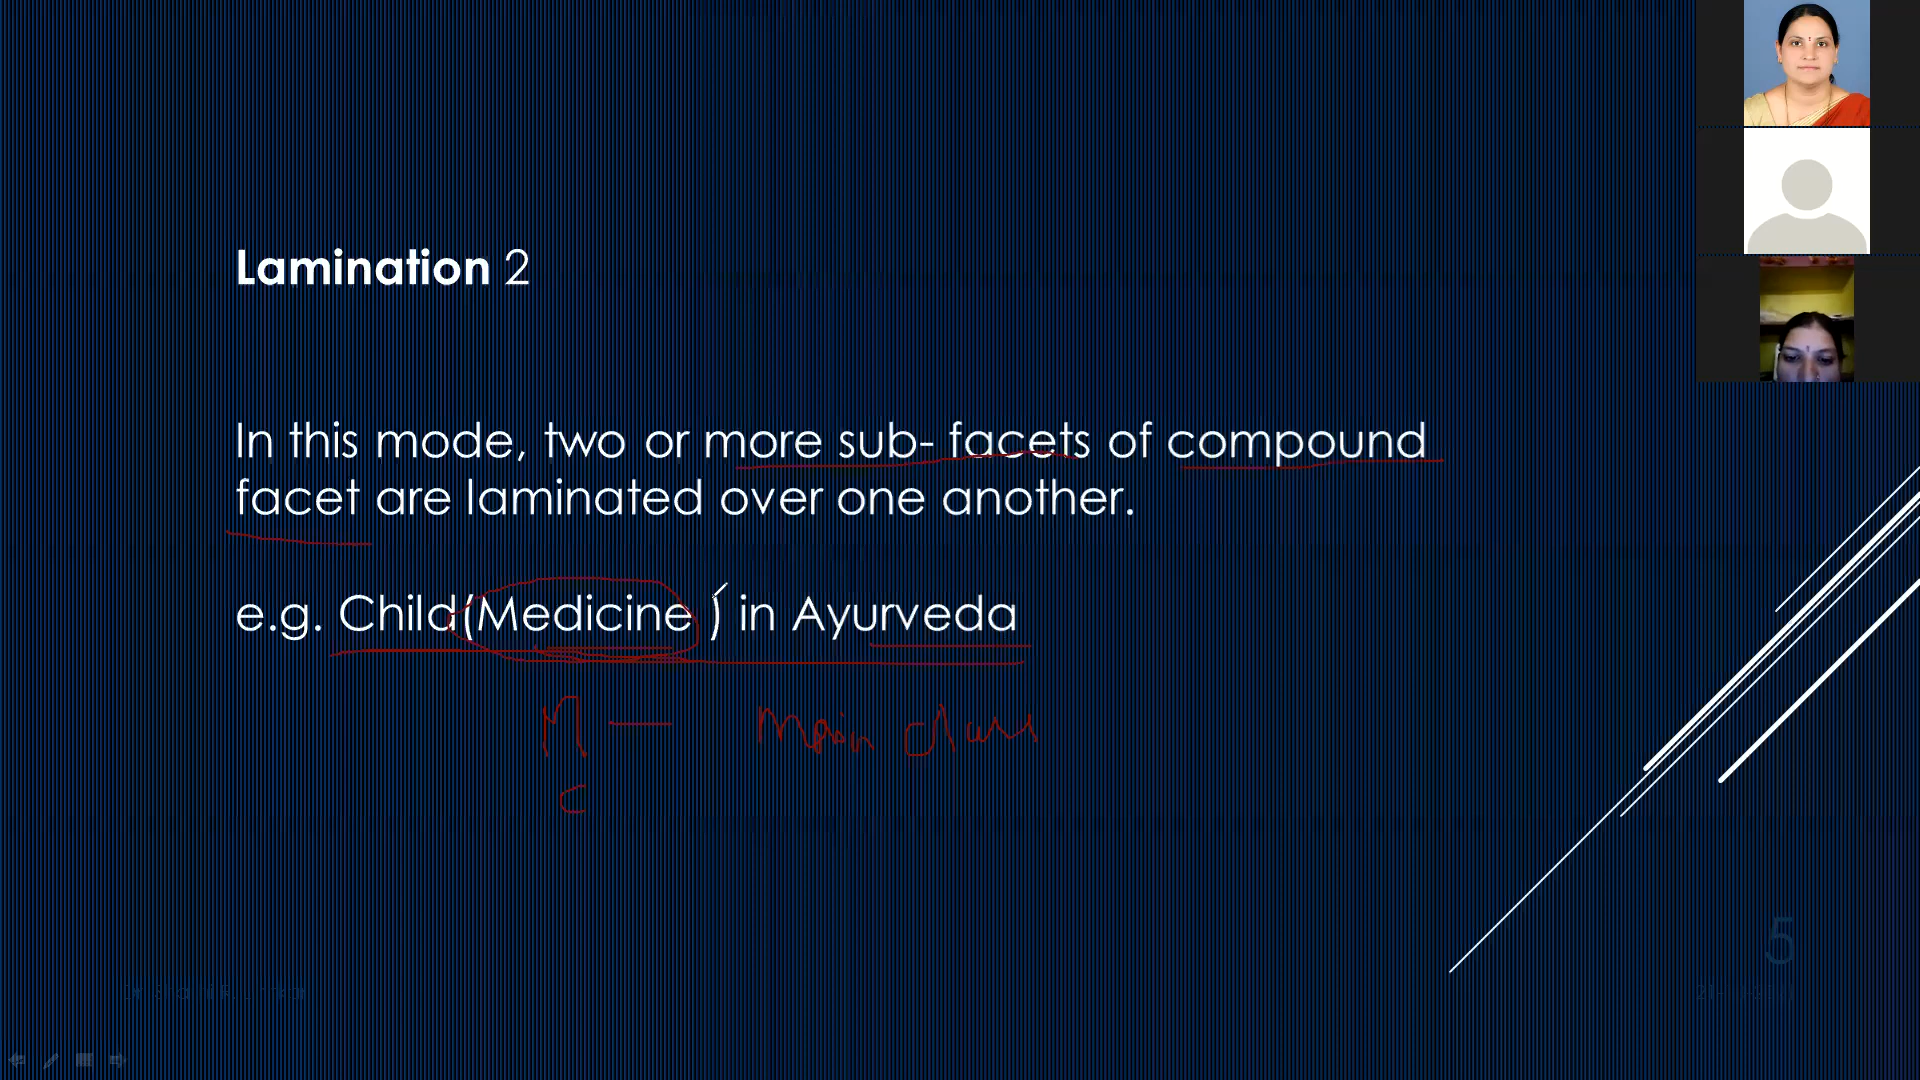 Lamination 2
In this mode, two or more sub- facets of compound
facet are laminated over one another.
e.g. Child(Medicine ) in Ayurveda
M — Main class
C
5